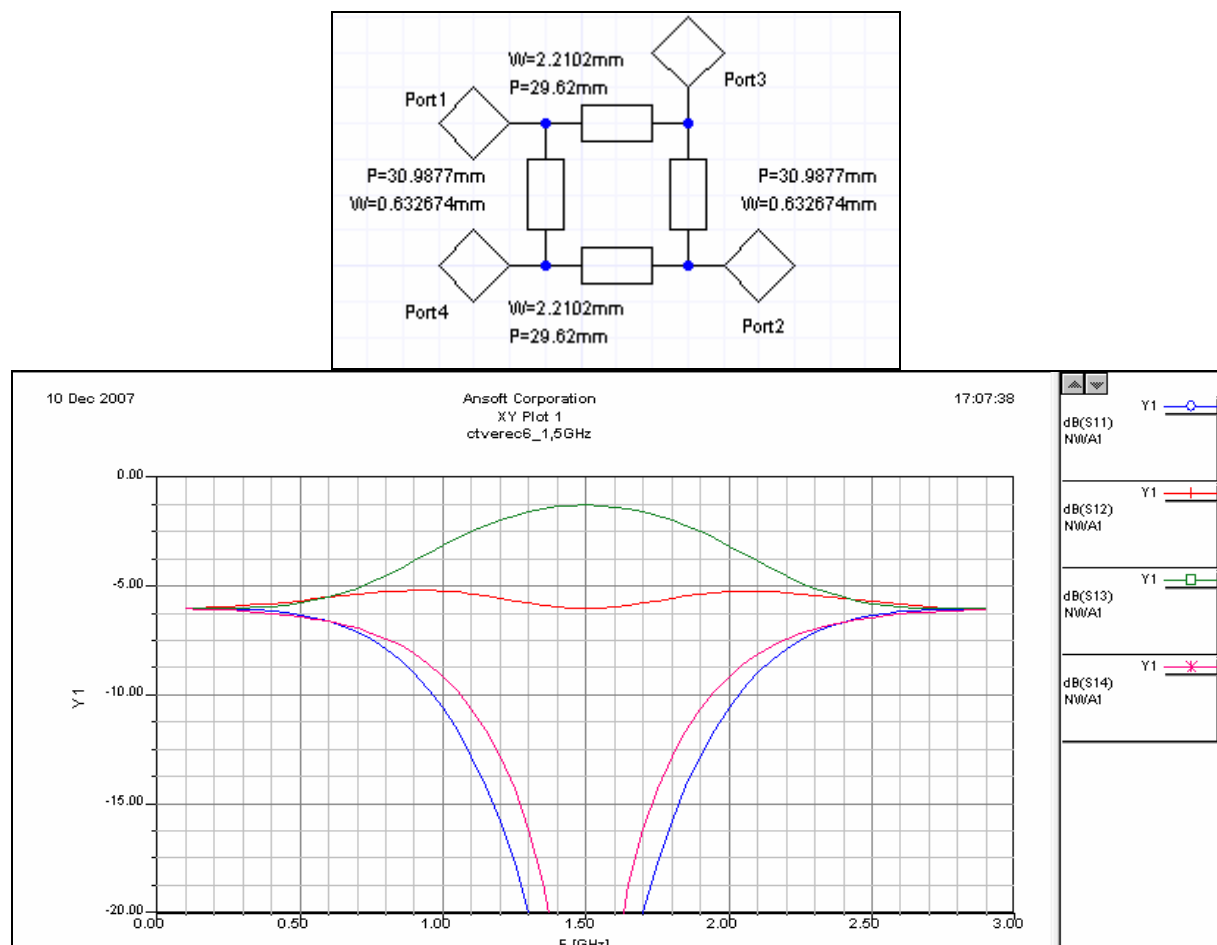 W=2.2102mm
P=29.62mm
Port3
Port1
P=30.9877mm
W=0.632674mm
P=30.9877mm
W=0.632674mm
Port4
W=2.2102mm
P=29.62mm
Port2
10 Dec 2007
Ansoft Corporation
17:07:38
XY Plot 1
ctverec6_1,5GHz
Y1
dB(S11)
NWA1
Y1
dB(S12)
NWA1
Y1
dB(S13)
NWA1
Y1
dB(S14)
NWA1
0.00
-5.00
-10.00
-15.00
-20.00
Y1
0.00
0.50
1.00
1.50
2.00
2.50
3.00
F [GHz]